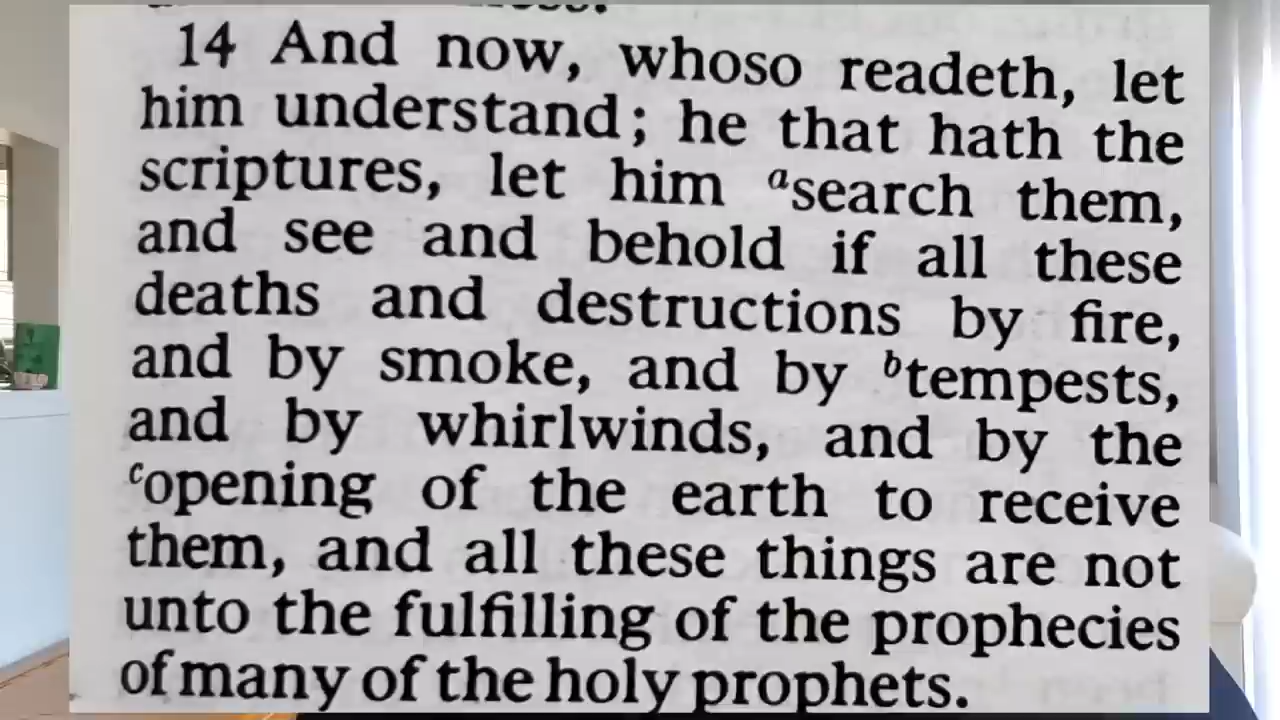 14 And now, whoso readeth, let
him understand; he that hath the
scriptures, let him ᵃsearch them,
and see and behold if all these
deaths and destructions by fire,
and by smoke, and by ᵇtempests,
and by whirlwinds, and by the
ᶜopening of the earth to receive
them, and all these things are not
unto the fulfilling of the prophecies
of many of the holy prophets.